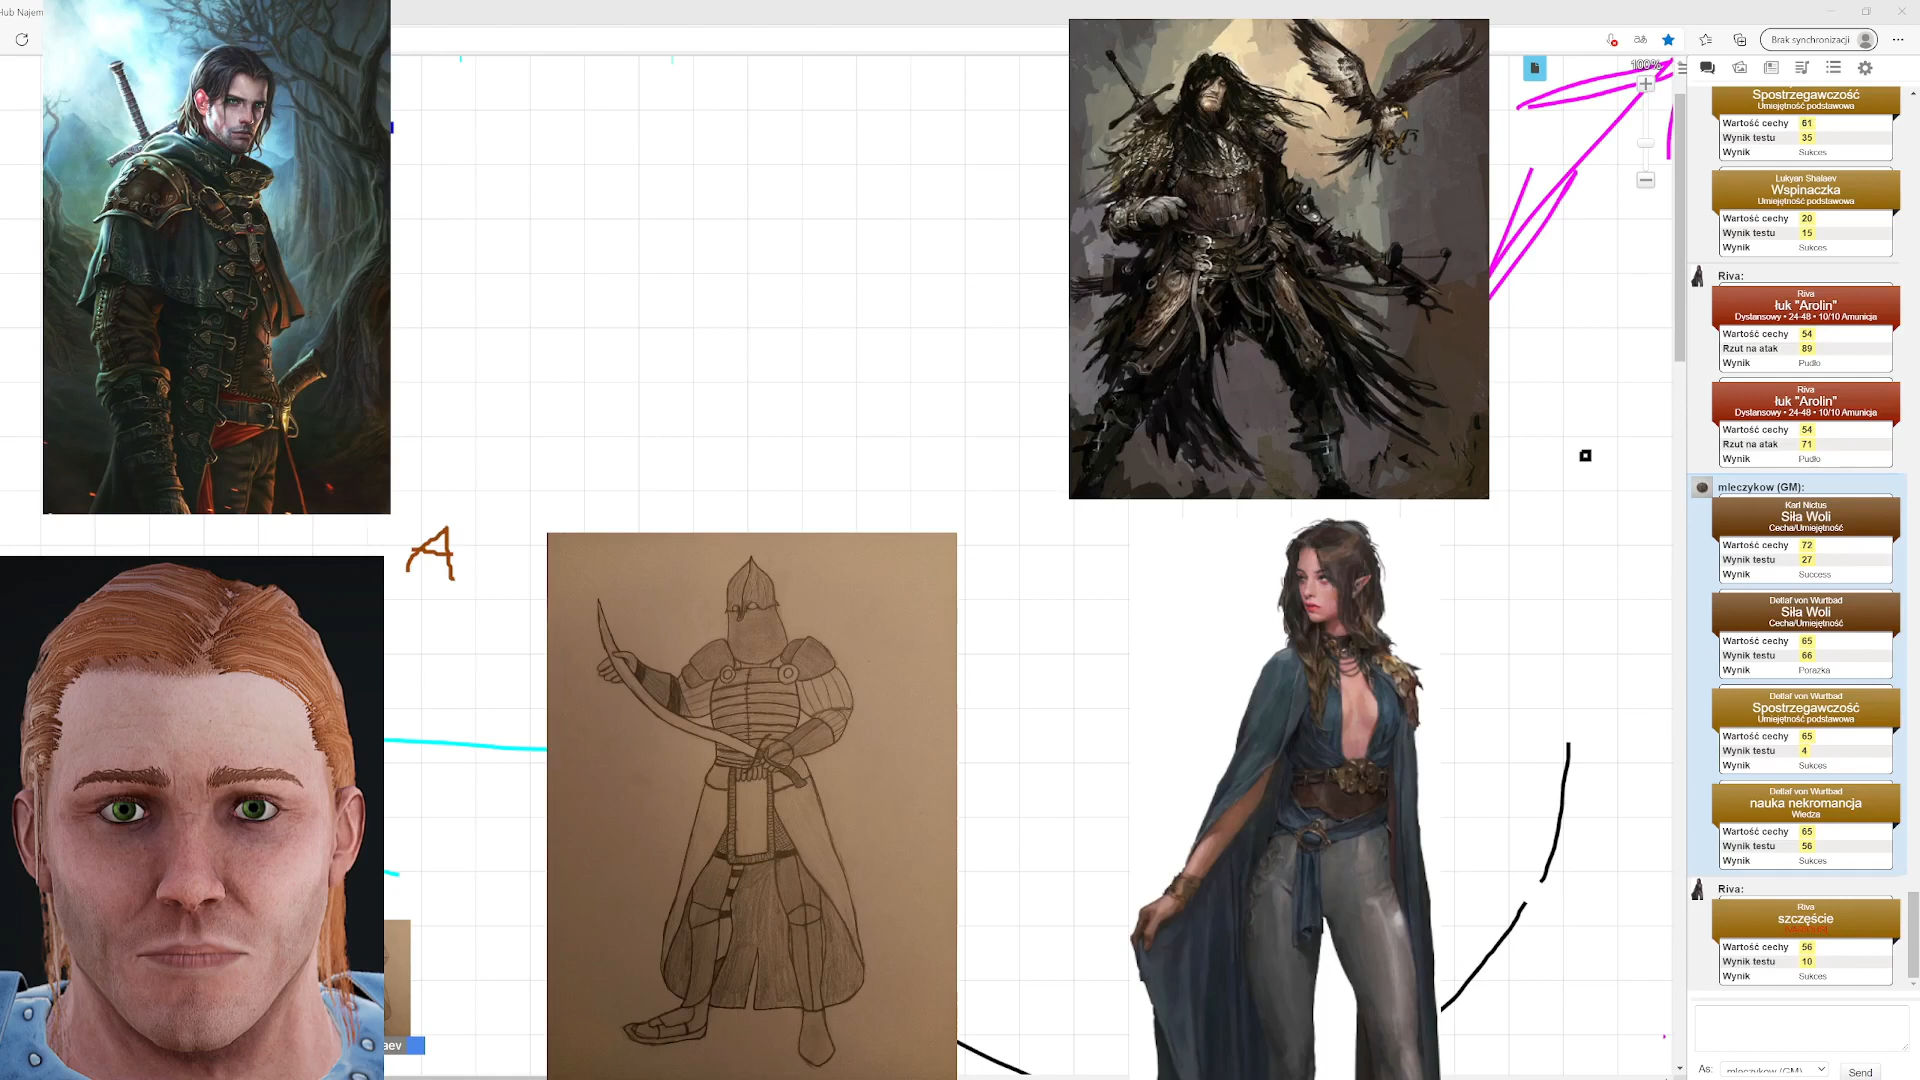 Hub Najem
Brak synchronizacji
100%
Spostrzegawczość
Umiejętność podstawowa
Wartość cechy 61
Wynik testu 35
Wynik Sukces
Lukyan Shalaev
Wspinaczka
Umiejętność podstawowa
Wartość cechy 20
Wynik testu 15
Wynik Sukces
Riva:
Riva
łuk "Arolin"
Dystansowy • 24-48 • 10/10 Amunicja
Wartość cechy 54
Rzut na atak 89
Wynik Pudło
Riva
łuk "Arolin"
Dystansowy • 24-48 • 10/10 Amunicja
Wartość cechy 54
Rzut na atak 71
Wynik Pudło
mleczykow (GM):
Karl Nictus
Siła Woli
Cecha/Umiejętność
Wartość cechy 72
Wynik testu 27
Wynik Success
Detlaf von Wurtbad
Siła Woli
Cecha/Umiejętność
Wartość cechy 65
Wynik testu 66
Wynik Porażka
Detlaf von Wurtbad
Spostrzegawczość
Umiejętność podstawowa
Wartość cechy 65
Wynik testu 4
Wynik Sukces
Detlaf von Wurtbad
nauka nekromancja
Wiedza
Wartość cechy 65
Wynik testu 56
Wynik Sukces
Riva:
Riva
szczęście
Wartość cechy 56
Wynik testu 10
Wynik Sukces
A
aev
As: mleczykow (GM)
Send